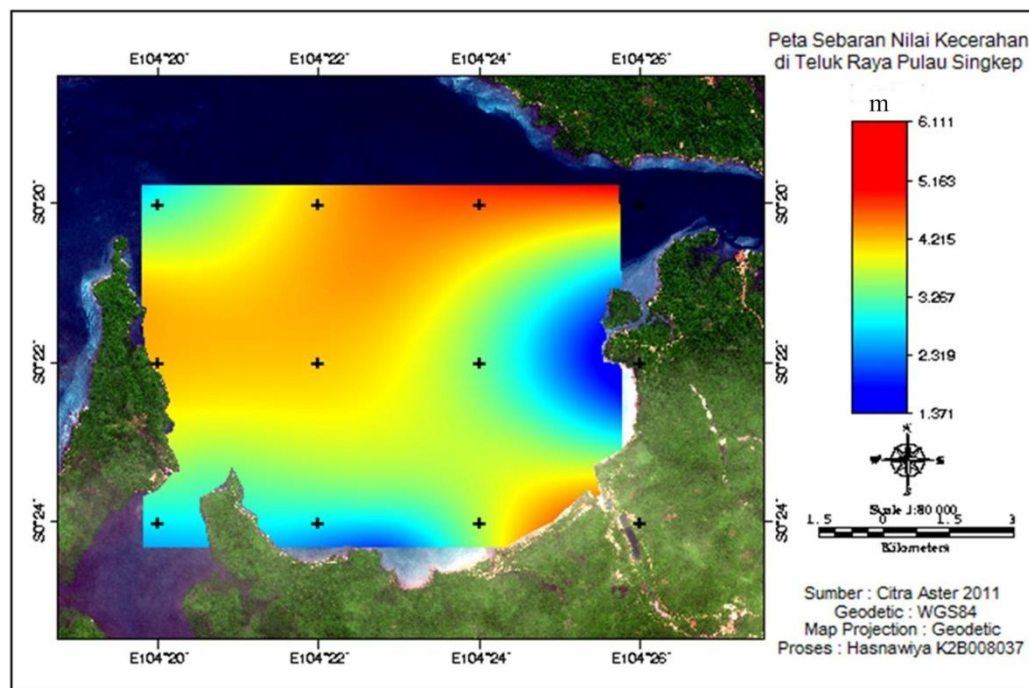 E104°20' E104°22' E104°24' E104°26'
Peta Sebaran Nilai Kecerahan
di Teluk Raya Pulau Singkep
m
6.111
5.163
4.215
3.267
2.319
1.371
S0°20' S0°20'
S0°22' S0°22'
S0°24' S0°24'
Scale 1:80 000
1.5 0 1.5 3
Kilometers
Sumber : Citra Aster 2011
Geodetic : WGS84
Map Projection : Geodetic
Proses : Hasnawiya K2B008037
E104°20' E104°22' E104°24' E104°26'